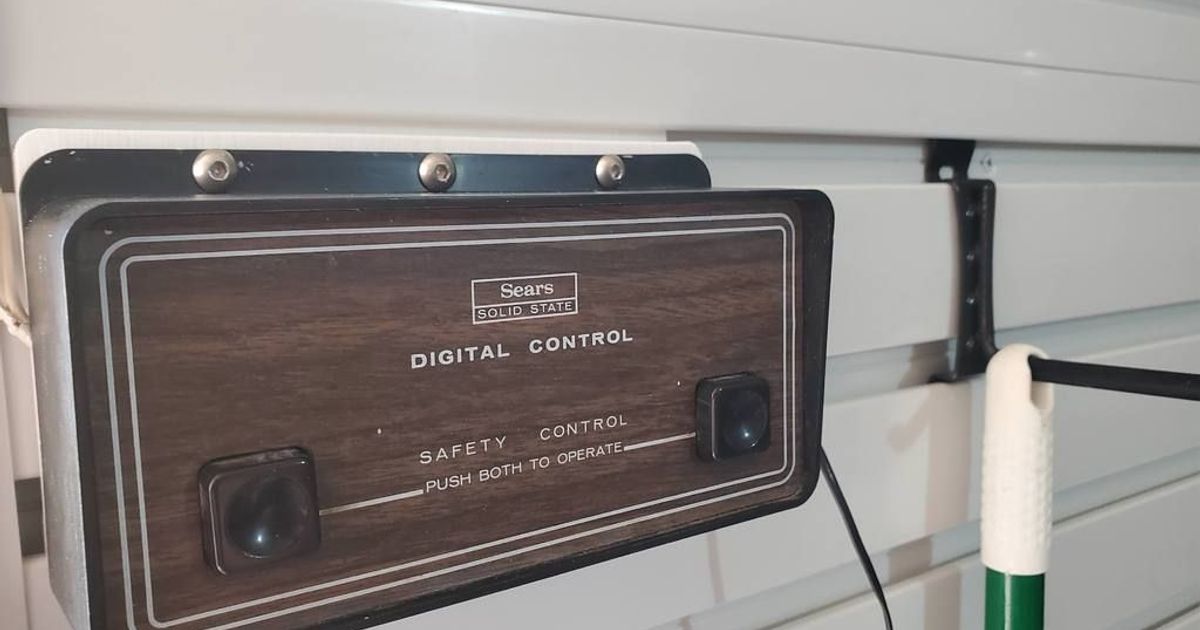 Sears
SOLID STATE
DIGITAL CONTROL
SAFETY CONTROL
PUSH BOTH TO OPERATE